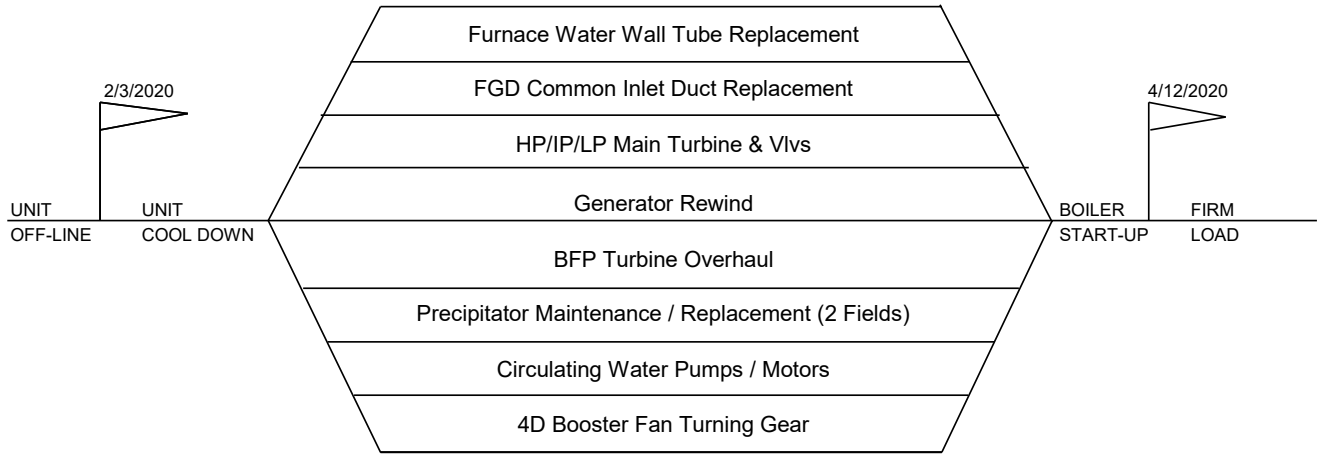 Furnace Water Wall Tube Replacement
2/3/2020
FGD Common Inlet Duct Replacement
4/12/2020
HP/IP/LP Main Turbine & Vlvs
UNIT
OFF-LINE
UNIT
COOL DOWN
Generator Rewind
BOILER
START-UP
FIRM
LOAD
BFP Turbine Overhaul
Precipitator Maintenance / Replacement (2 Fields)
Circulating Water Pumps / Motors
4D Booster Fan Turning Gear